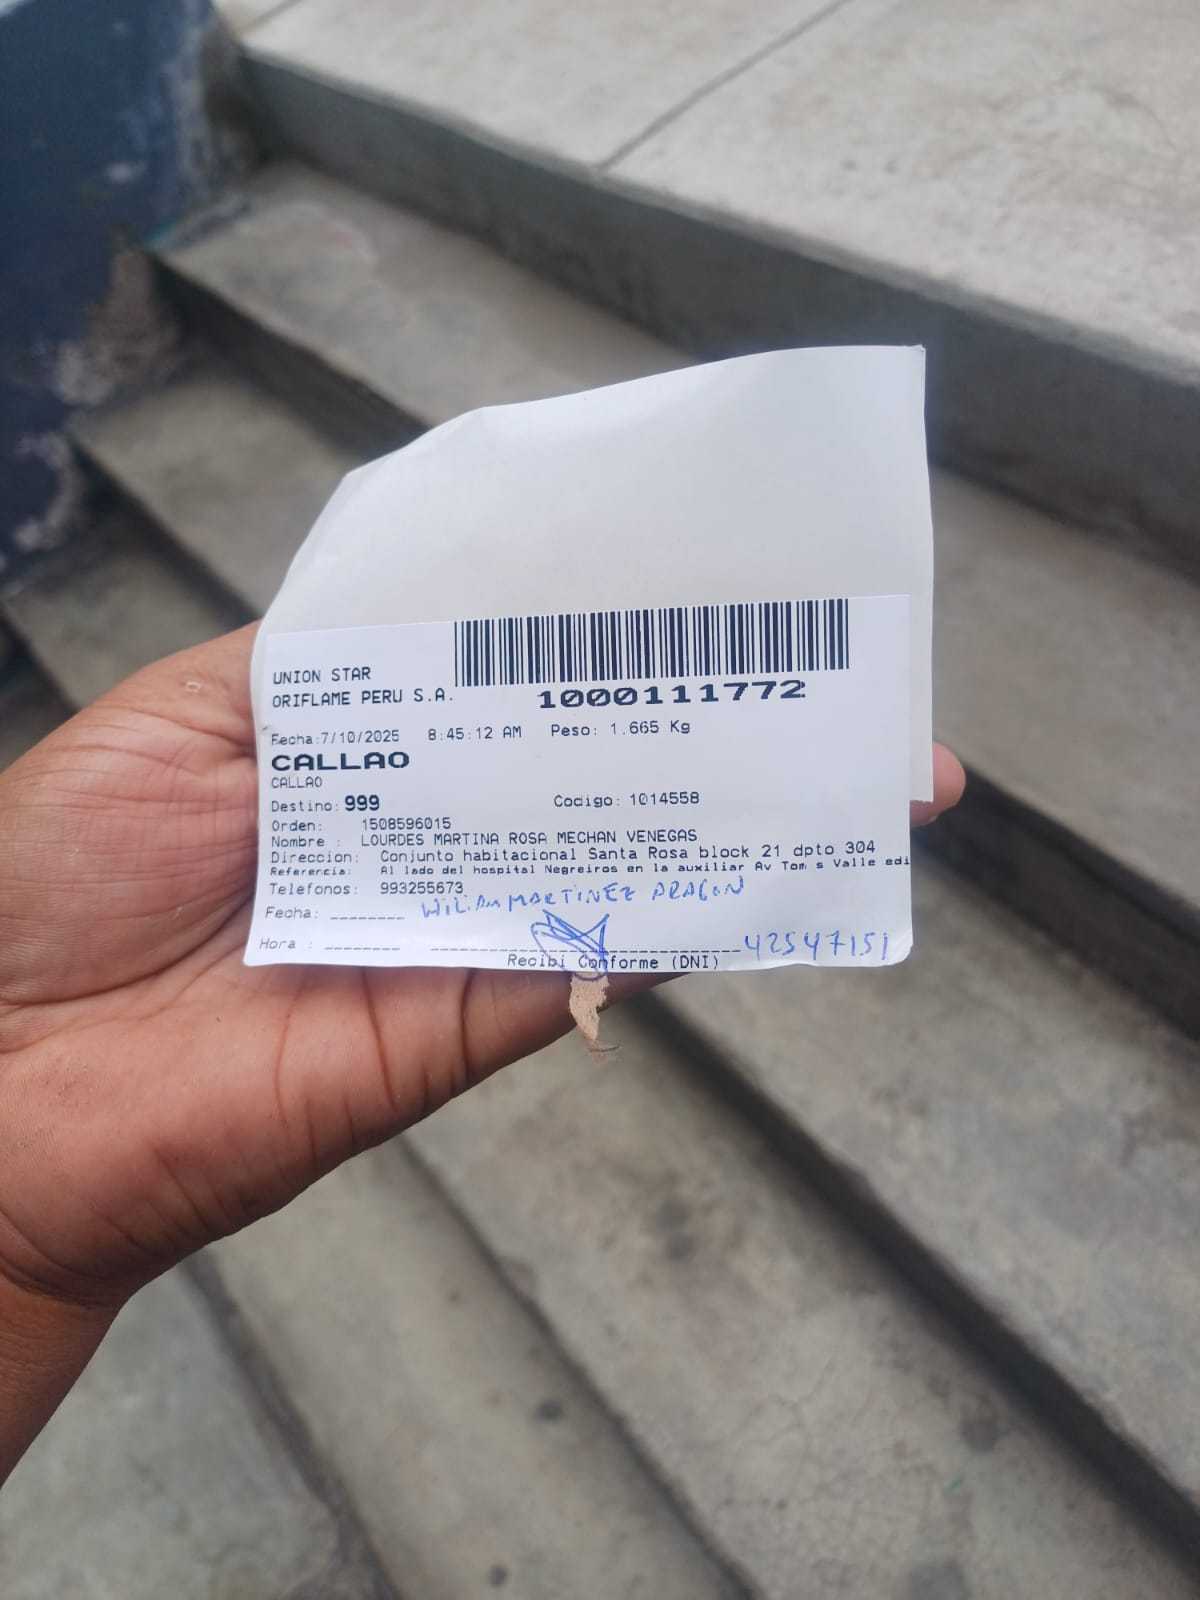 UNION STAR
ORIFLAME PERU S.A.
1000111772
Fecha:7/10/2025 8:45:12 AM Peso: 1.665 Kg
CALLAO
CALLAO
Destino: 999 Codigo: 1014558
Orden: 1508596015
Nombre : LOURDES MARTINA ROSA MECHAN VENEGAS
Direccion: Conjunto habitacional Santa Rosa block 21 dpto 304
Referencia: Al lado del hospital Negreiros en la auxiliar Av Tom s Valle edi
Telefonos: 993255673
Fecha: ________ WILIAM MARTINEZ ARAGON
Hora : ________ 42547151
Recibi Conforme (DNI)